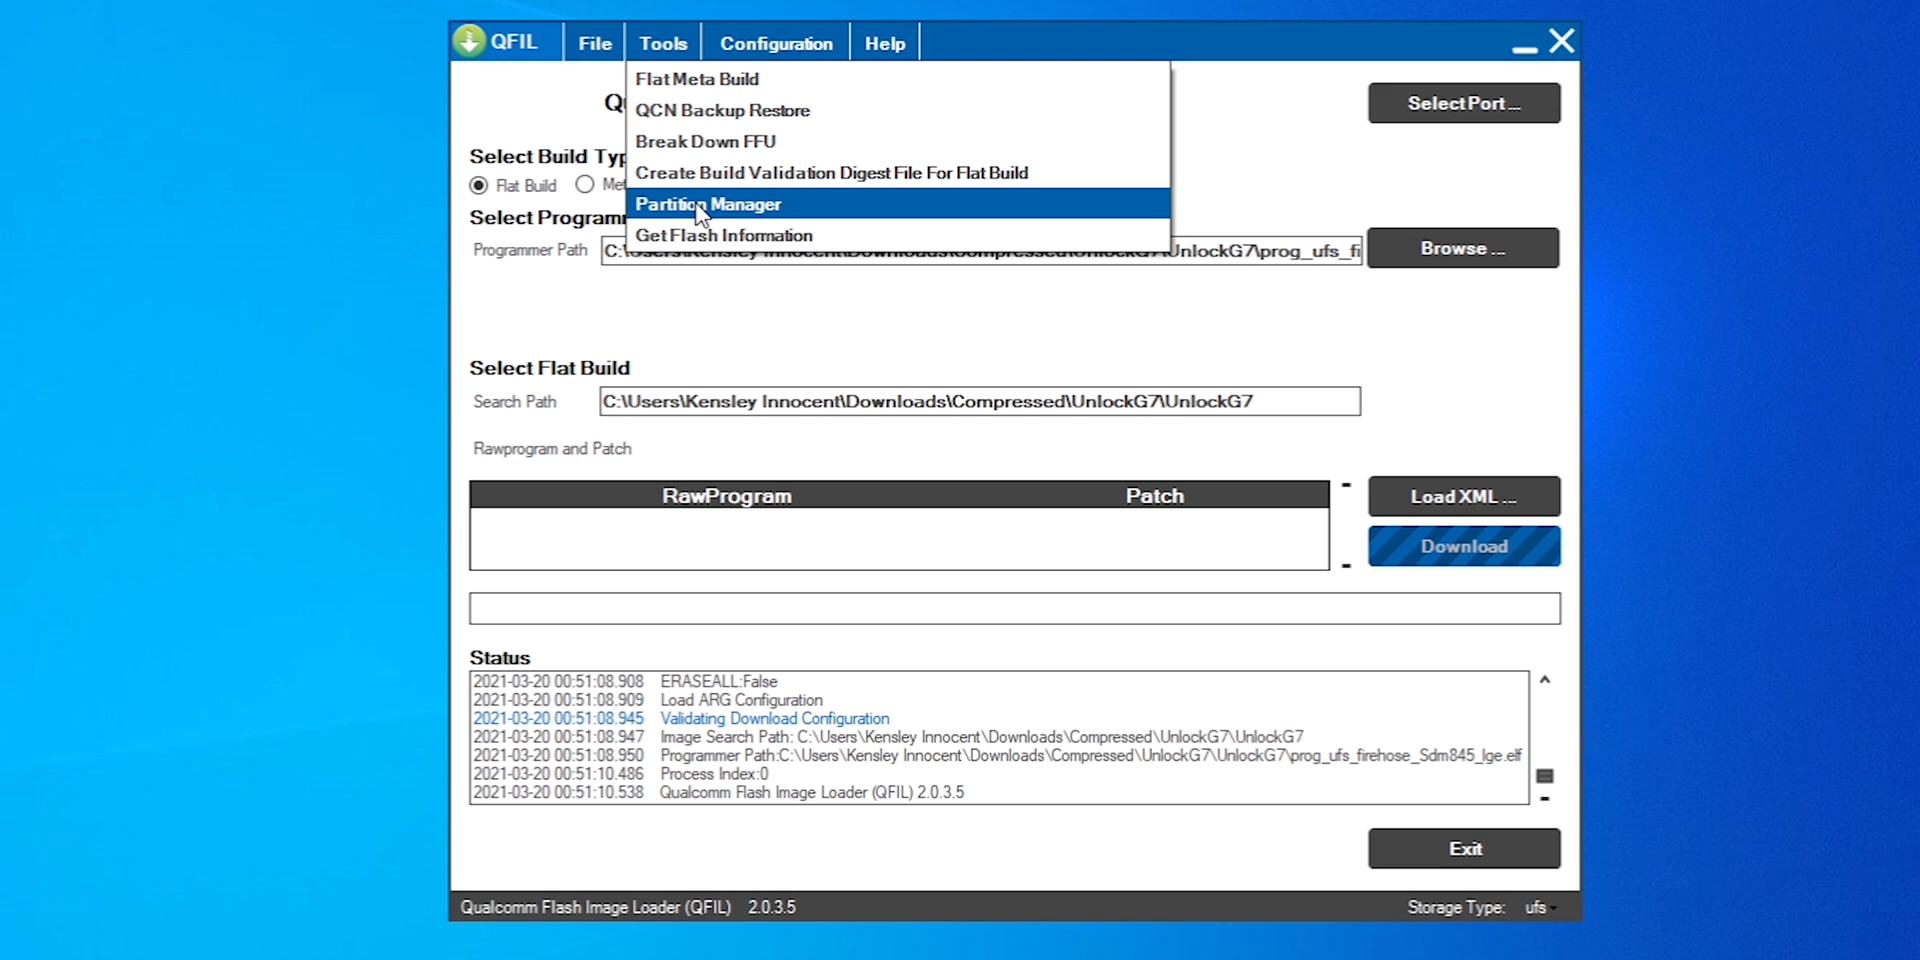 QFIL File Tools Configuration Help
Flat Meta Build
QCN Backup Restore
Break Down FFU
Create Build Validation Digest File For Flat Build
Partition Manager
Get Flash Information
Select Port ...
Select Build Typ
Flat Build
Select Program
Programmer Path
Browse ...
Select Flat Build
Search Path C:\Users\Kensley Innocent\Downloads\Compressed\UnlockG7\UnlockG7
Rawprogram and Patch
RawProgram Patch
Load XML ...
Download
Status
2021-03-20 00:51:08.908 ERASEALL:False
2021-03-20 00:51:08.909 Load ARG Configuration
2021-03-20 00:51:08.945 Validating Download Configuration
2021-03-20 00:51:08.947 Image Search Path: C:\Users\Kensley Innocent\Downloads\Compressed\UnlockG7\UnlockG7
2021-03-20 00:51:08.950 Programmer Path:C:\Users\Kensley Innocent\Downloads\Compressed\UnlockG7\UnlockG7\prog_ufs_firehose_Sdm845_lge.elf
2021-03-20 00:51:10.486 Process Index:0
2021-03-20 00:51:10.538 Qualcomm Flash Image Loader (QFIL) 2.0.3.5
Exit
Qualcomm Flash Image Loader (QFIL) 2.0.3.5 Storage Type: ufs